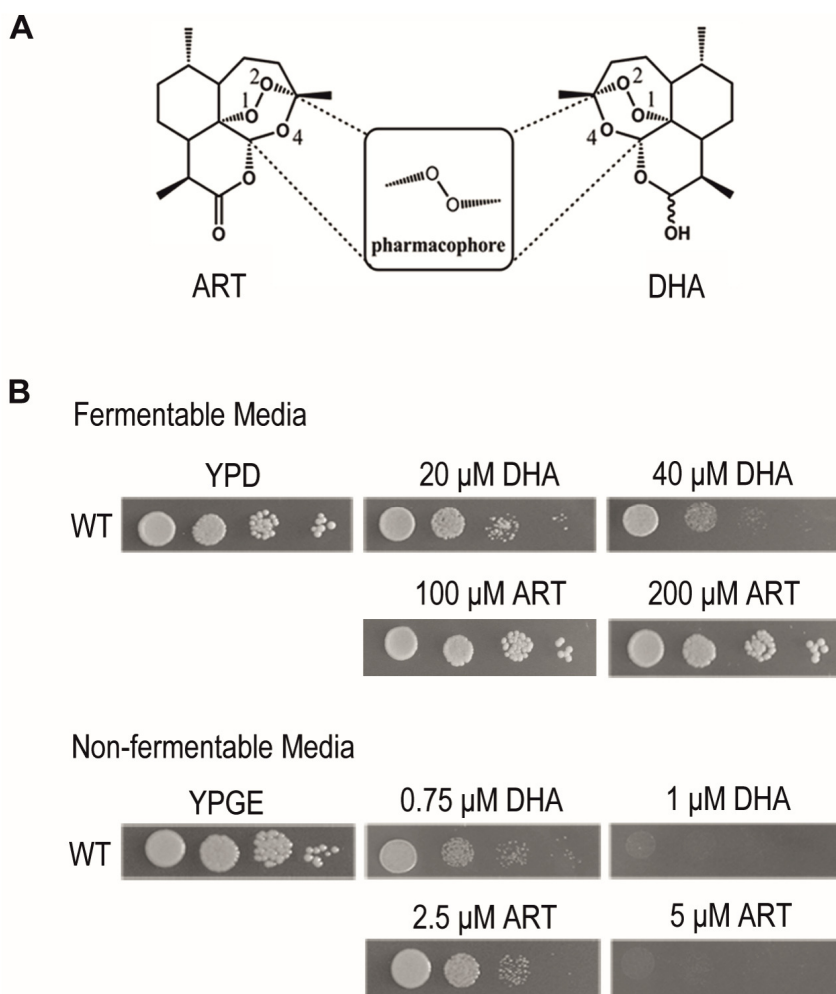 A
2
1
O
O
O 4
O
O
ART
O
O
pharmacophore
2
O
1
O
4 O
O
OH
DHA
B
Fermentable Media
YPD 20 µM DHA 40 µM DHA
WT
100 µM ART 200 µM ART
Non-fermentable Media
YPGE 0.75 µM DHA 1 µM DHA
WT
2.5 µM ART 5 µM ART